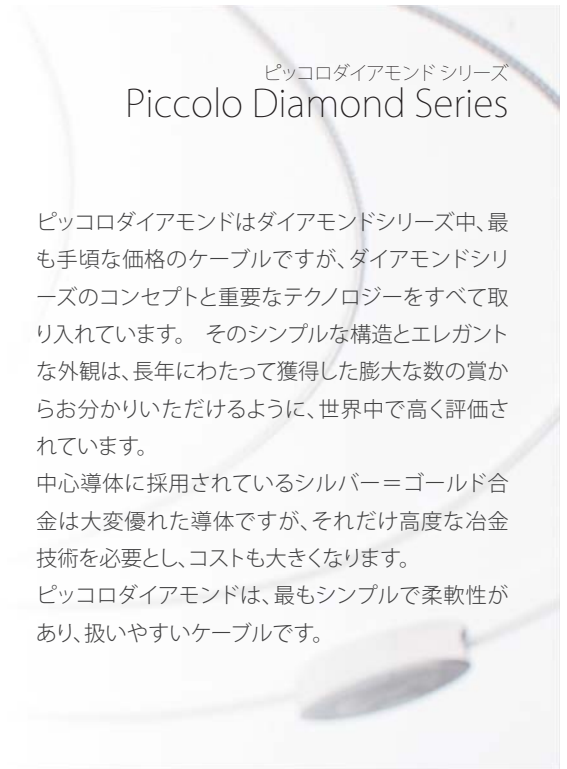 ピッコロダイアモンド シリーズ
Piccolo Diamond Series
ピッコロダイアモンドはダイアモンドシリーズ中、最
も手頃な価格のケーブルですが、ダイアモンドシリ
ーズのコンセプトと重要なテクノロジーをすべて取
り入れています。　そのシンプルな構造とエレガント
な外観は、長年にわたって獲得した膨大な数の賞か
らお分かりいただけるように、世界中で高く評価さ
れています。
中心導体に採用されているシルバー＝ゴールド合
金は大変優れた導体ですが、それだけ高度な冶金
技術を必要とし、コストも大きくなります。
ピッコロダイアモンドは、最もシンプルで柔軟性が
あり、扱いやすいケーブルです。